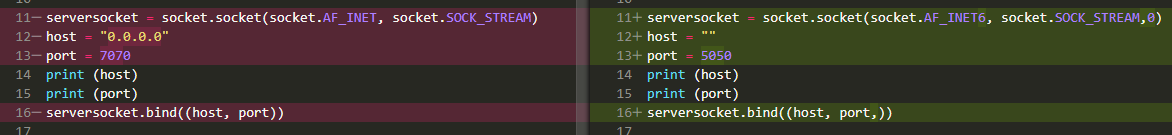 11— serversocket = socket.socket(socket.AF_INET, socket.SOCK_STREAM)
12— host = "0.0.0.0"
13— port = 7070
14 print (host)
15 print (port)
16— serversocket.bind((host, port))
17
11+ serversocket = socket.socket(socket.AF_INET6, socket.SOCK_STREAM,0)
12+ host = ""
13+ port = 5050
14 print (host)
15 print (port)
16+ serversocket.bind((host, port,))
17